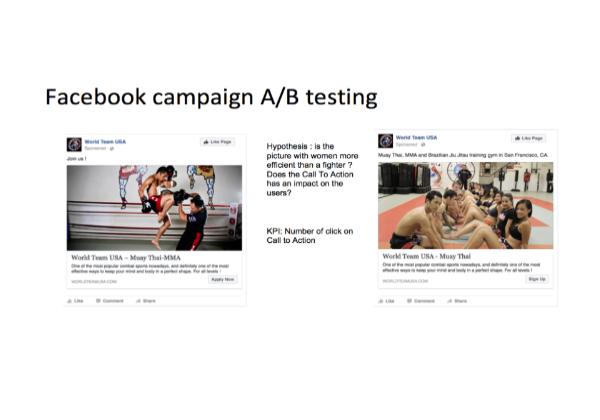 Facebook campaign A/B testing
World Team USA
Sponsored
Like Page
Join us !
World Team USA – Muay Thai-MMA
One of the most popular combat sports nowadays, and definitely one of the most
effective ways to keep your mind and body in a perfect shape. For all levels !
WORLDTEAMUSA.COM
Apply Now
Like Comment Share
Hypothesis : is the
picture with women more
efficient than a fighter ?
Does the Call To Action
has an impact on the
users?
KPI: Number of click on
Call to Action
World Team USA
Sponsored
Like Page
Muay Thai, MMA and Brazilian Jiu Jitsu training gym in San Francisco, CA.
World Team USA - Muay Thai
One of the most popular combat sports nowadays, and definitely one of the most
effective ways to keep your mind and body in a perfect shape. For all levels !
WORLDTEAMUSA.COM
Sign Up
Like Comment Share